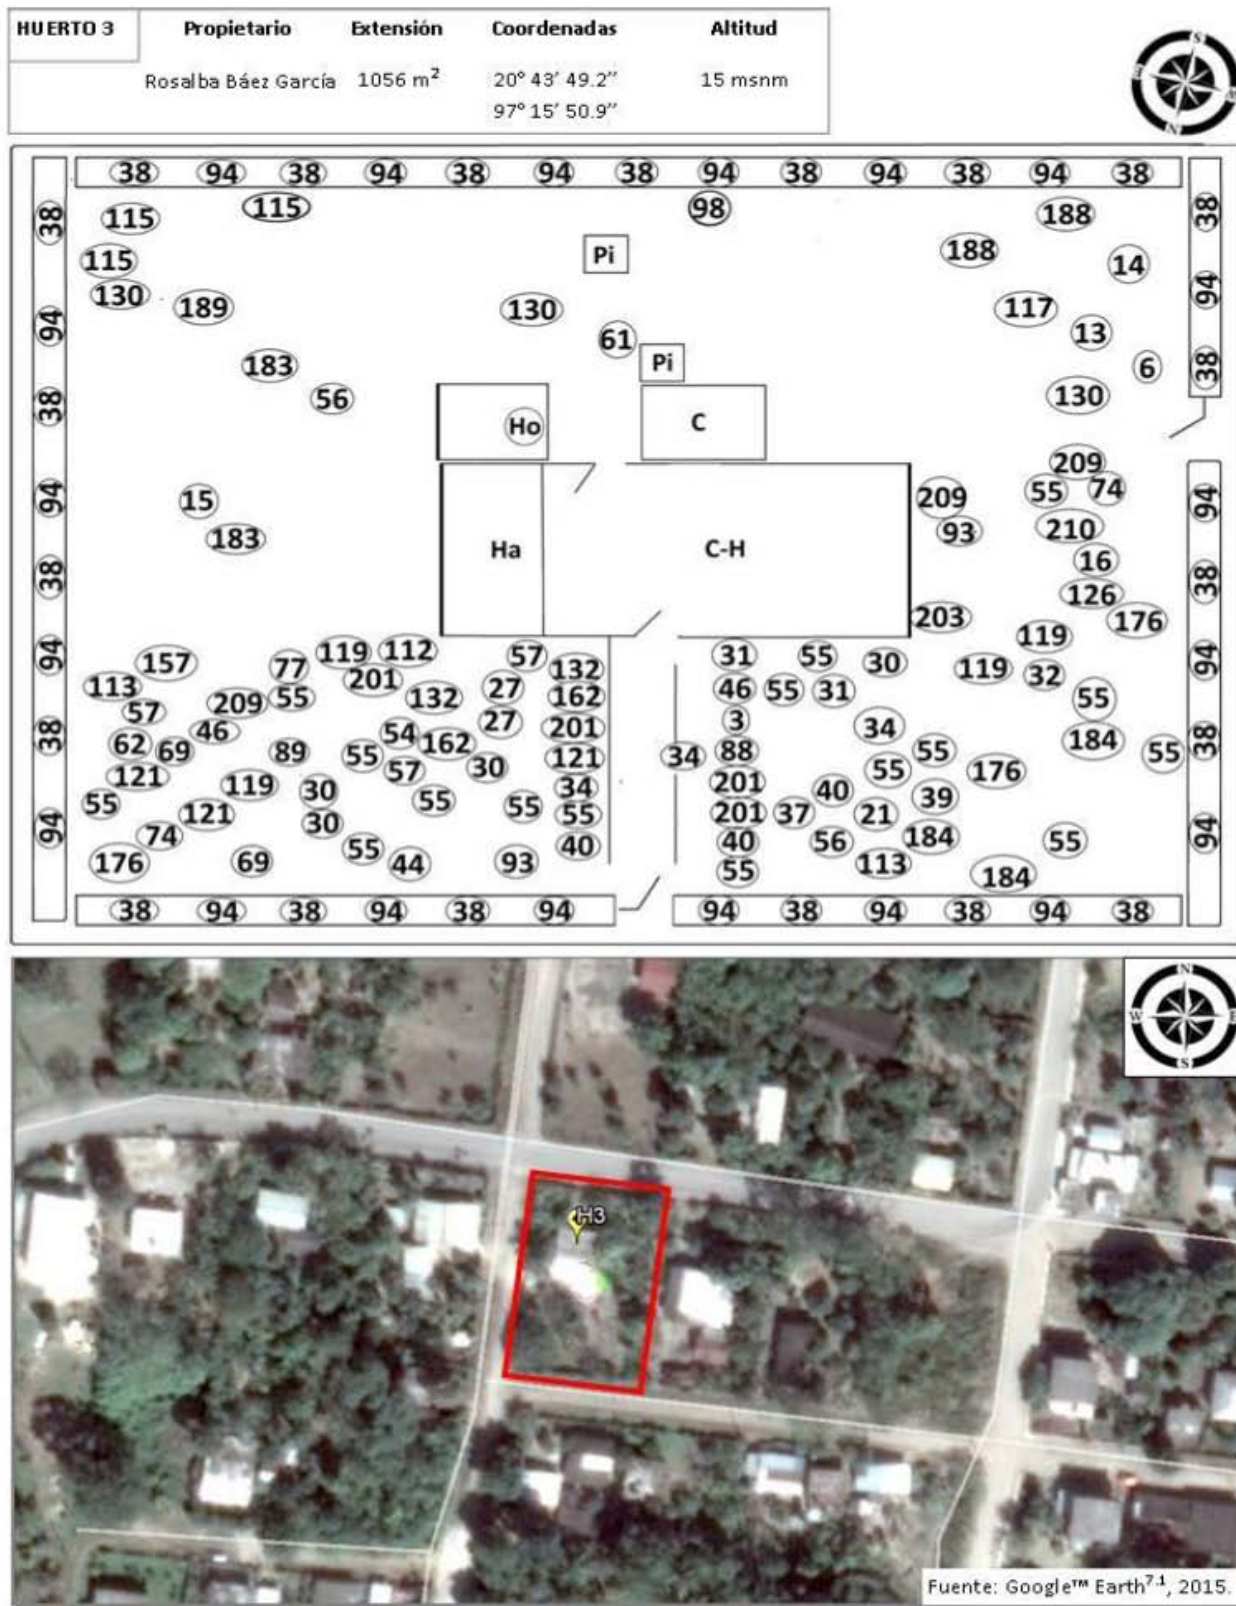 HUERTO 3 Propietario Extensión Coordenadas Altitud
Rosalba Báez García 1056 m² 20° 43’ 49.2’’ 15 msnm
97° 15’ 50.9’’
S
N
38 94 38 94 38 94 38 94 38 94 38 94 38
38 115 115 98 188 38
115 Pi 188 14
130 189 130 117 94
94 61 13
183 Pi 6 38
38 56 Ho C 130
209
94 15 209 55 74 94
183 93 210
Ha C-H 16
38 126 38
203 176
94 157 77 119 112 57 132 31 55 30 119 119 94
113 55 201 27 162 46 55 31 32
57 209 132 3 55
38 62 46 54 27 201 34 184 38
69 89 55 162 121 34 88 55 55
121 57 30 55 176
55 119 30 55 34 201 40 39
94 121 30 55 55 201 37 21 94
74 55 40 40 56 184 55
176 69 44 93 55 113 184
38 94 38 94 38 94 94 38 94 38 94 38
N
W E
S
H3
Fuente: Google™ Earth⁷·¹, 2015.